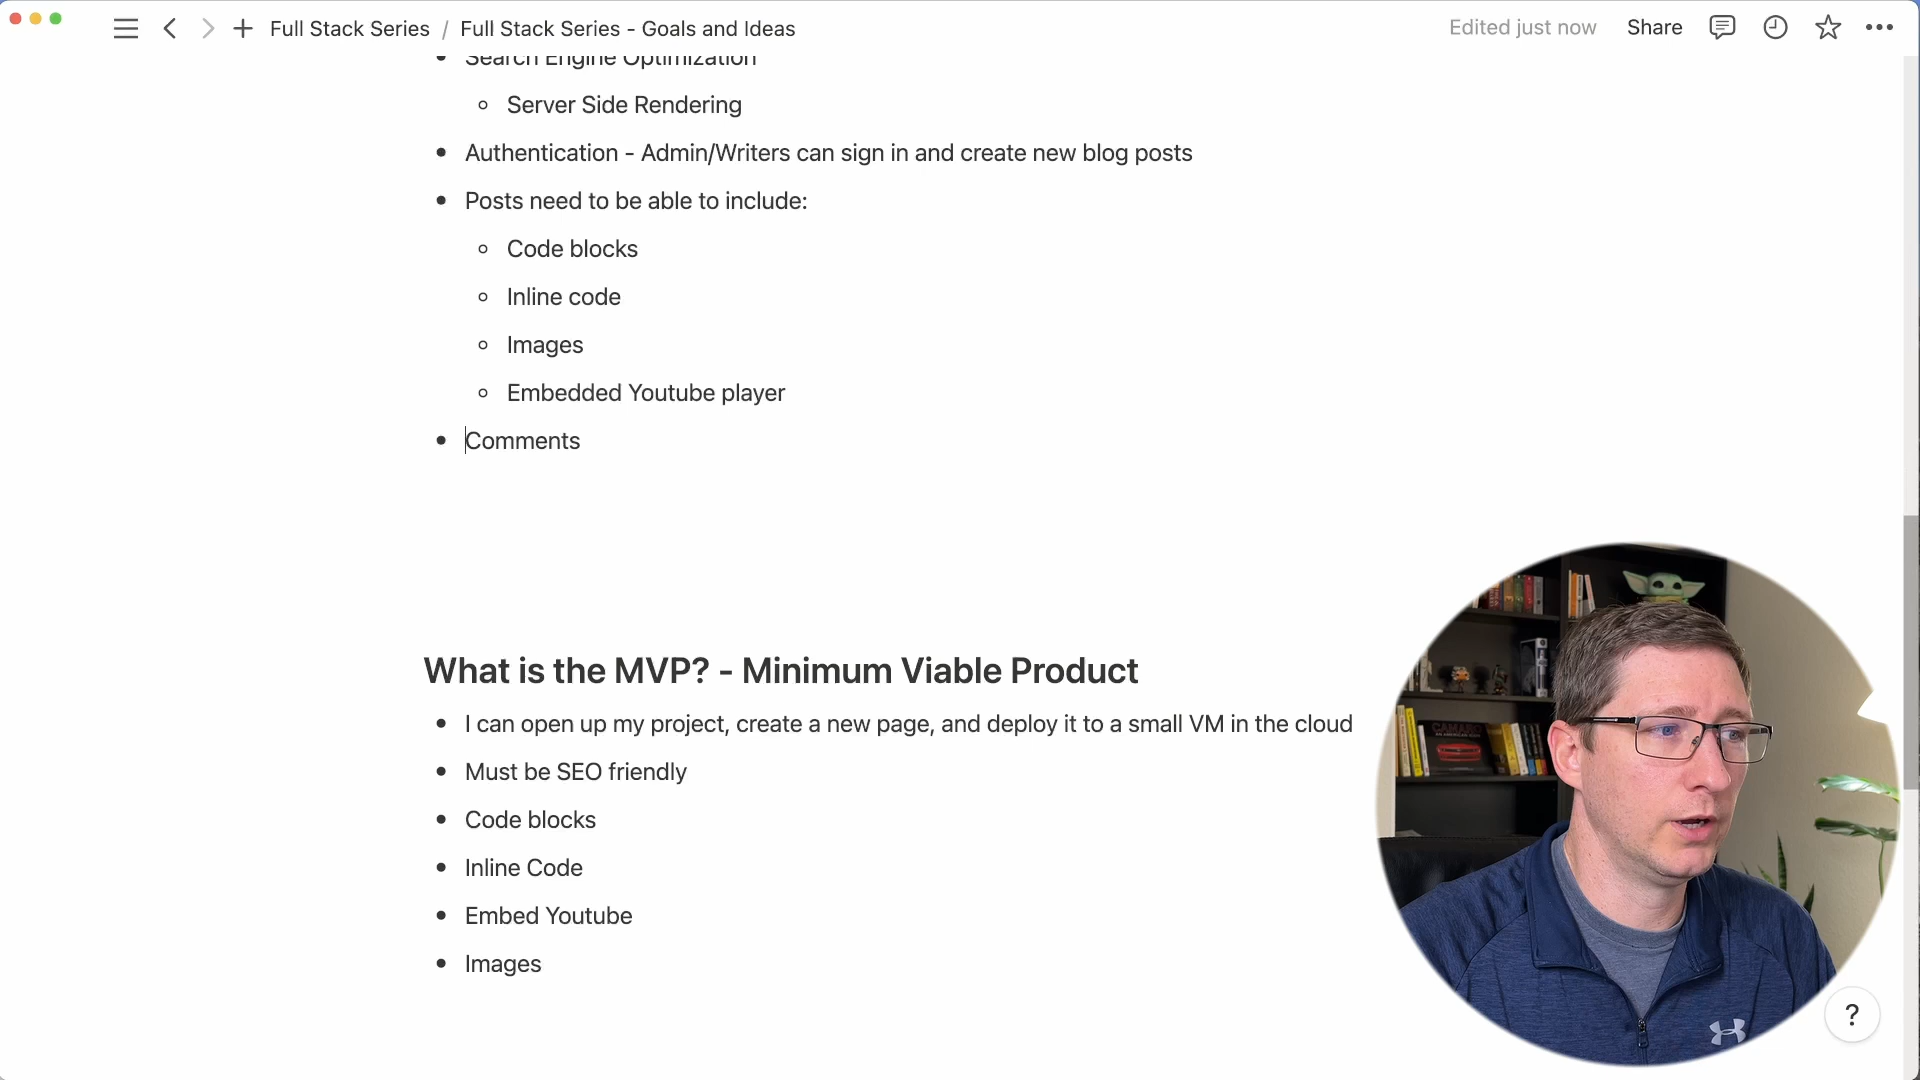 Full Stack Series / Full Stack Series - Goals and Ideas
Edited just now
Share
Search Engine Optimization
Server Side Rendering
Authentication - Admin/Writers can sign in and create new blog posts
Posts need to be able to include:
Code blocks
Inline code
Images
Embedded Youtube player
Comments
What is the MVP? - Minimum Viable Product
I can open up my project, create a new page, and deploy it to a small VM in the cloud
Must be SEO friendly
Code blocks
Inline Code
Embed Youtube
Images
CAMARO
?